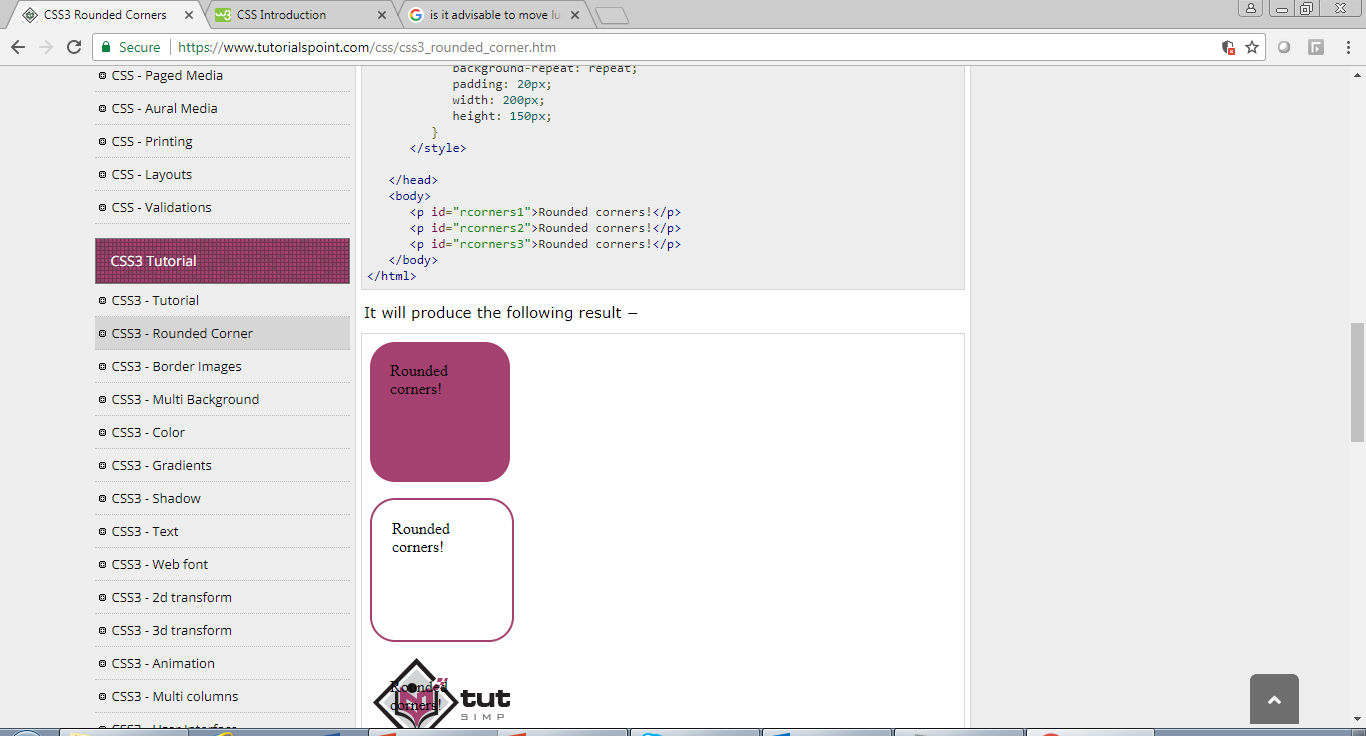 CSS3 Rounded Corners
CSS Introduction
is it advisable to move lu
Secure
https://www.tutorialspoint.com/css/css3_rounded_corner.htm
CSS - Paged Media
CSS - Aural Media
CSS - Printing
CSS - Layouts
CSS - Validations
CSS3 Tutorial
CSS3 - Tutorial
CSS3 - Rounded Corner
CSS3 - Border Images
CSS3 - Multi Background
CSS3 - Color
CSS3 - Gradients
CSS3 - Shadow
CSS3 - Text
CSS3 - Web font
CSS3 - 2d transform
CSS3 - 3d transform
CSS3 - Animation
CSS3 - Multi columns
CSS3 - User Interface
background-repeat: repeat;
padding: 20px;
width: 200px;
height: 150px;
}
</style>
</head>
<body>
<p id="rcorners1">Rounded corners!</p>
<p id="rcorners2">Rounded corners!</p>
<p id="rcorners3">Rounded corners!</p>
</body>
</html>
It will produce the following result −
Rounded
corners!
Rounded
corners!
Rounded
corners!
tut
SIMP